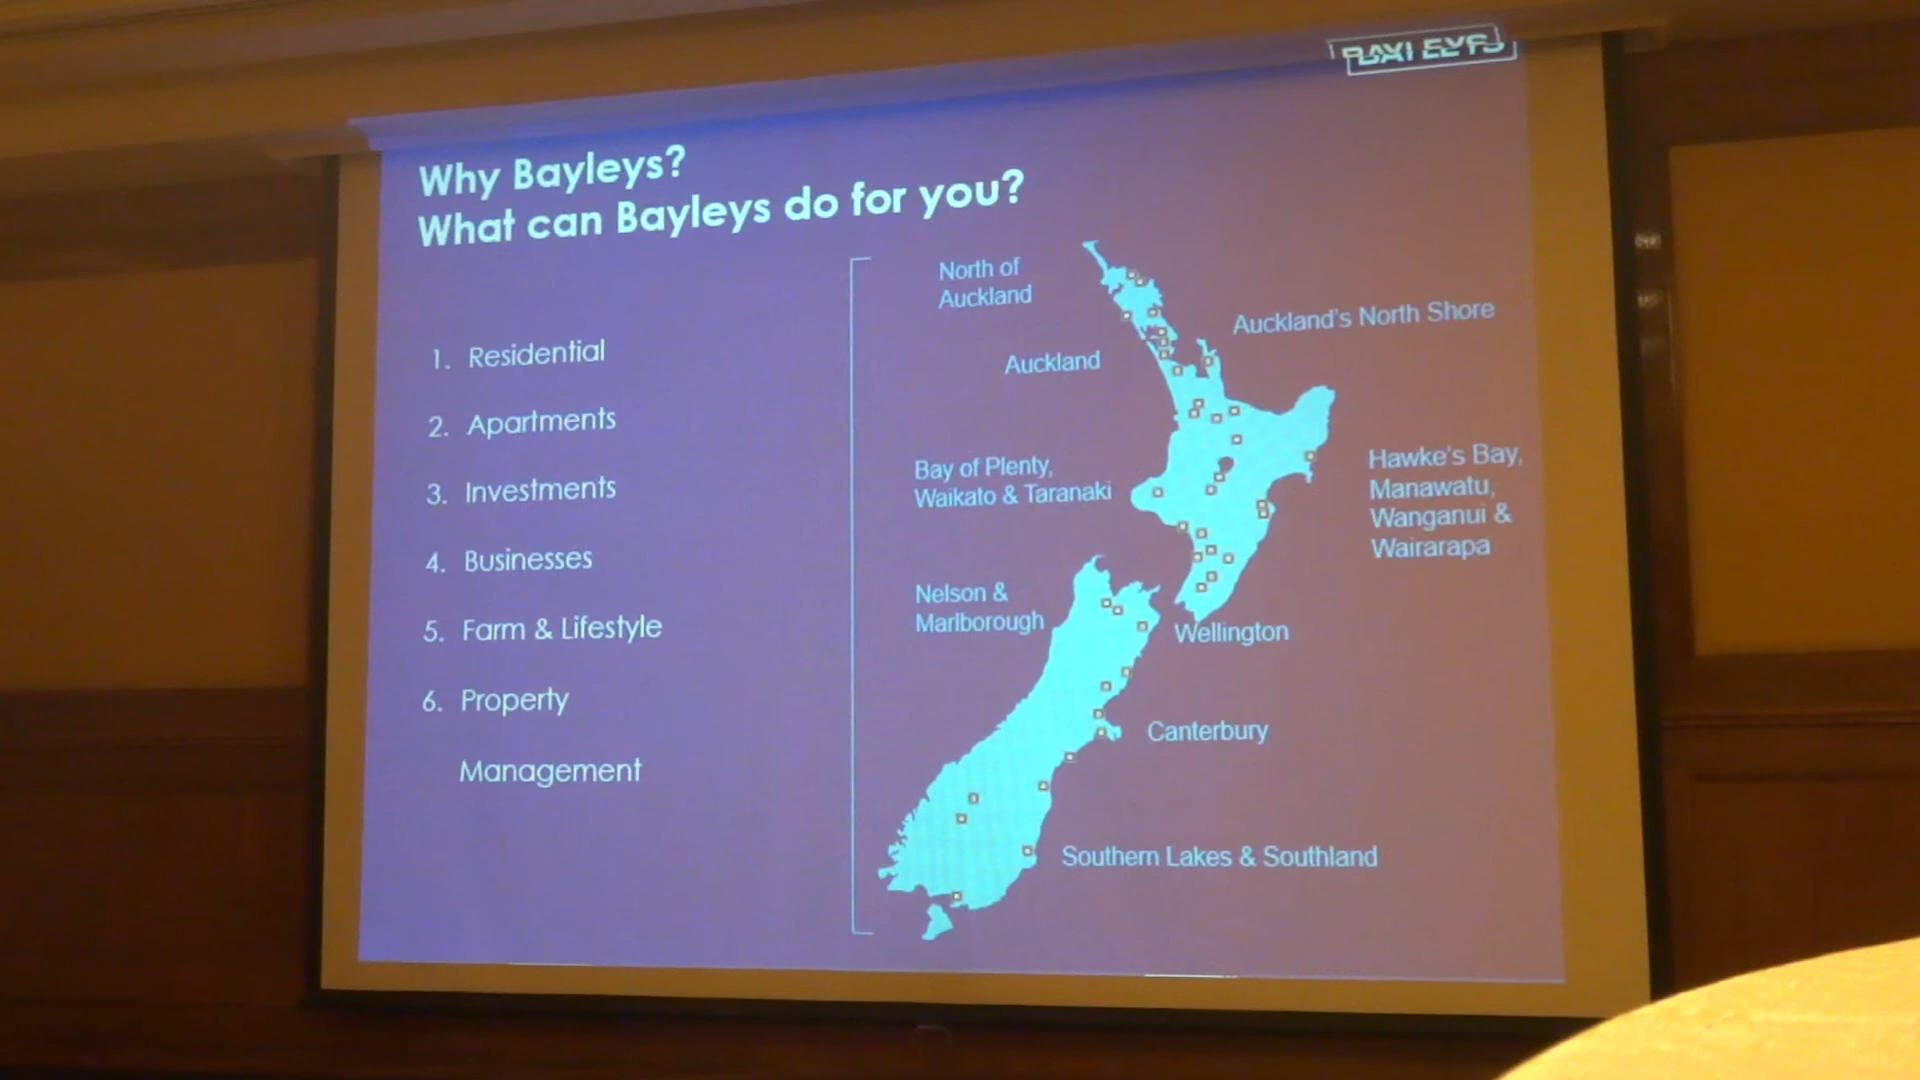 BAYLEYS
Why Bayleys?
What can Bayleys do for you?
1. Residential
2. Apartments
3. Investments
4. Businesses
5. Farm & Lifestyle
6. Property
Management
North of
Auckland
Auckland's North Shore
Auckland
Bay of Plenty,
Waikato & Taranaki
Hawke's Bay,
Manawatu,
Wanganui &
Wairarapa
Nelson &
Marlborough
Wellington
Canterbury
Southern Lakes & Southland